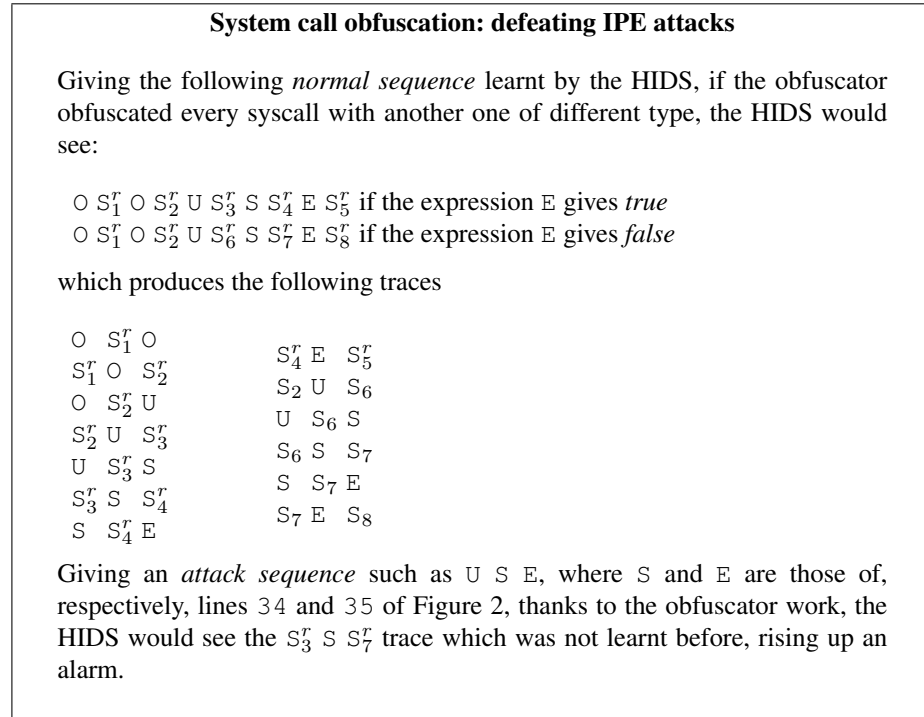 System call obfuscation: defeating IPE attacks
Giving the following normal sequence learnt by the HIDS, if the obfuscator
obfuscated every syscall with another one of different type, the HIDS would
see:
O S₁ʳ O S₂ʳ U S₃ʳ S S₄ʳ E S₅ʳ if the expression E gives true
O S₁ʳ O S₂ʳ U S₆ʳ S S₇ʳ E S₈ʳ if the expression E gives false
which produces the following traces
O S₁ʳ O
S₁ʳ O S₂ʳ
O S₂ʳ U
S₂ʳ U S₃ʳ
U S₃ʳ S
S₃ʳ S S₄ʳ
S S₄ʳ E
S₄ʳ E S₅ʳ
S₂ U S₆
U S₆ S
S₆ S S₇
S S₇ E
S₇ E S₈
Giving an attack sequence such as U S E, where S and E are those of,
respectively, lines 34 and 35 of Figure 2, thanks to the obfuscator work, the
HIDS would see the S₃ʳ S S₇ʳ trace which was not learnt before, rising up an
alarm.